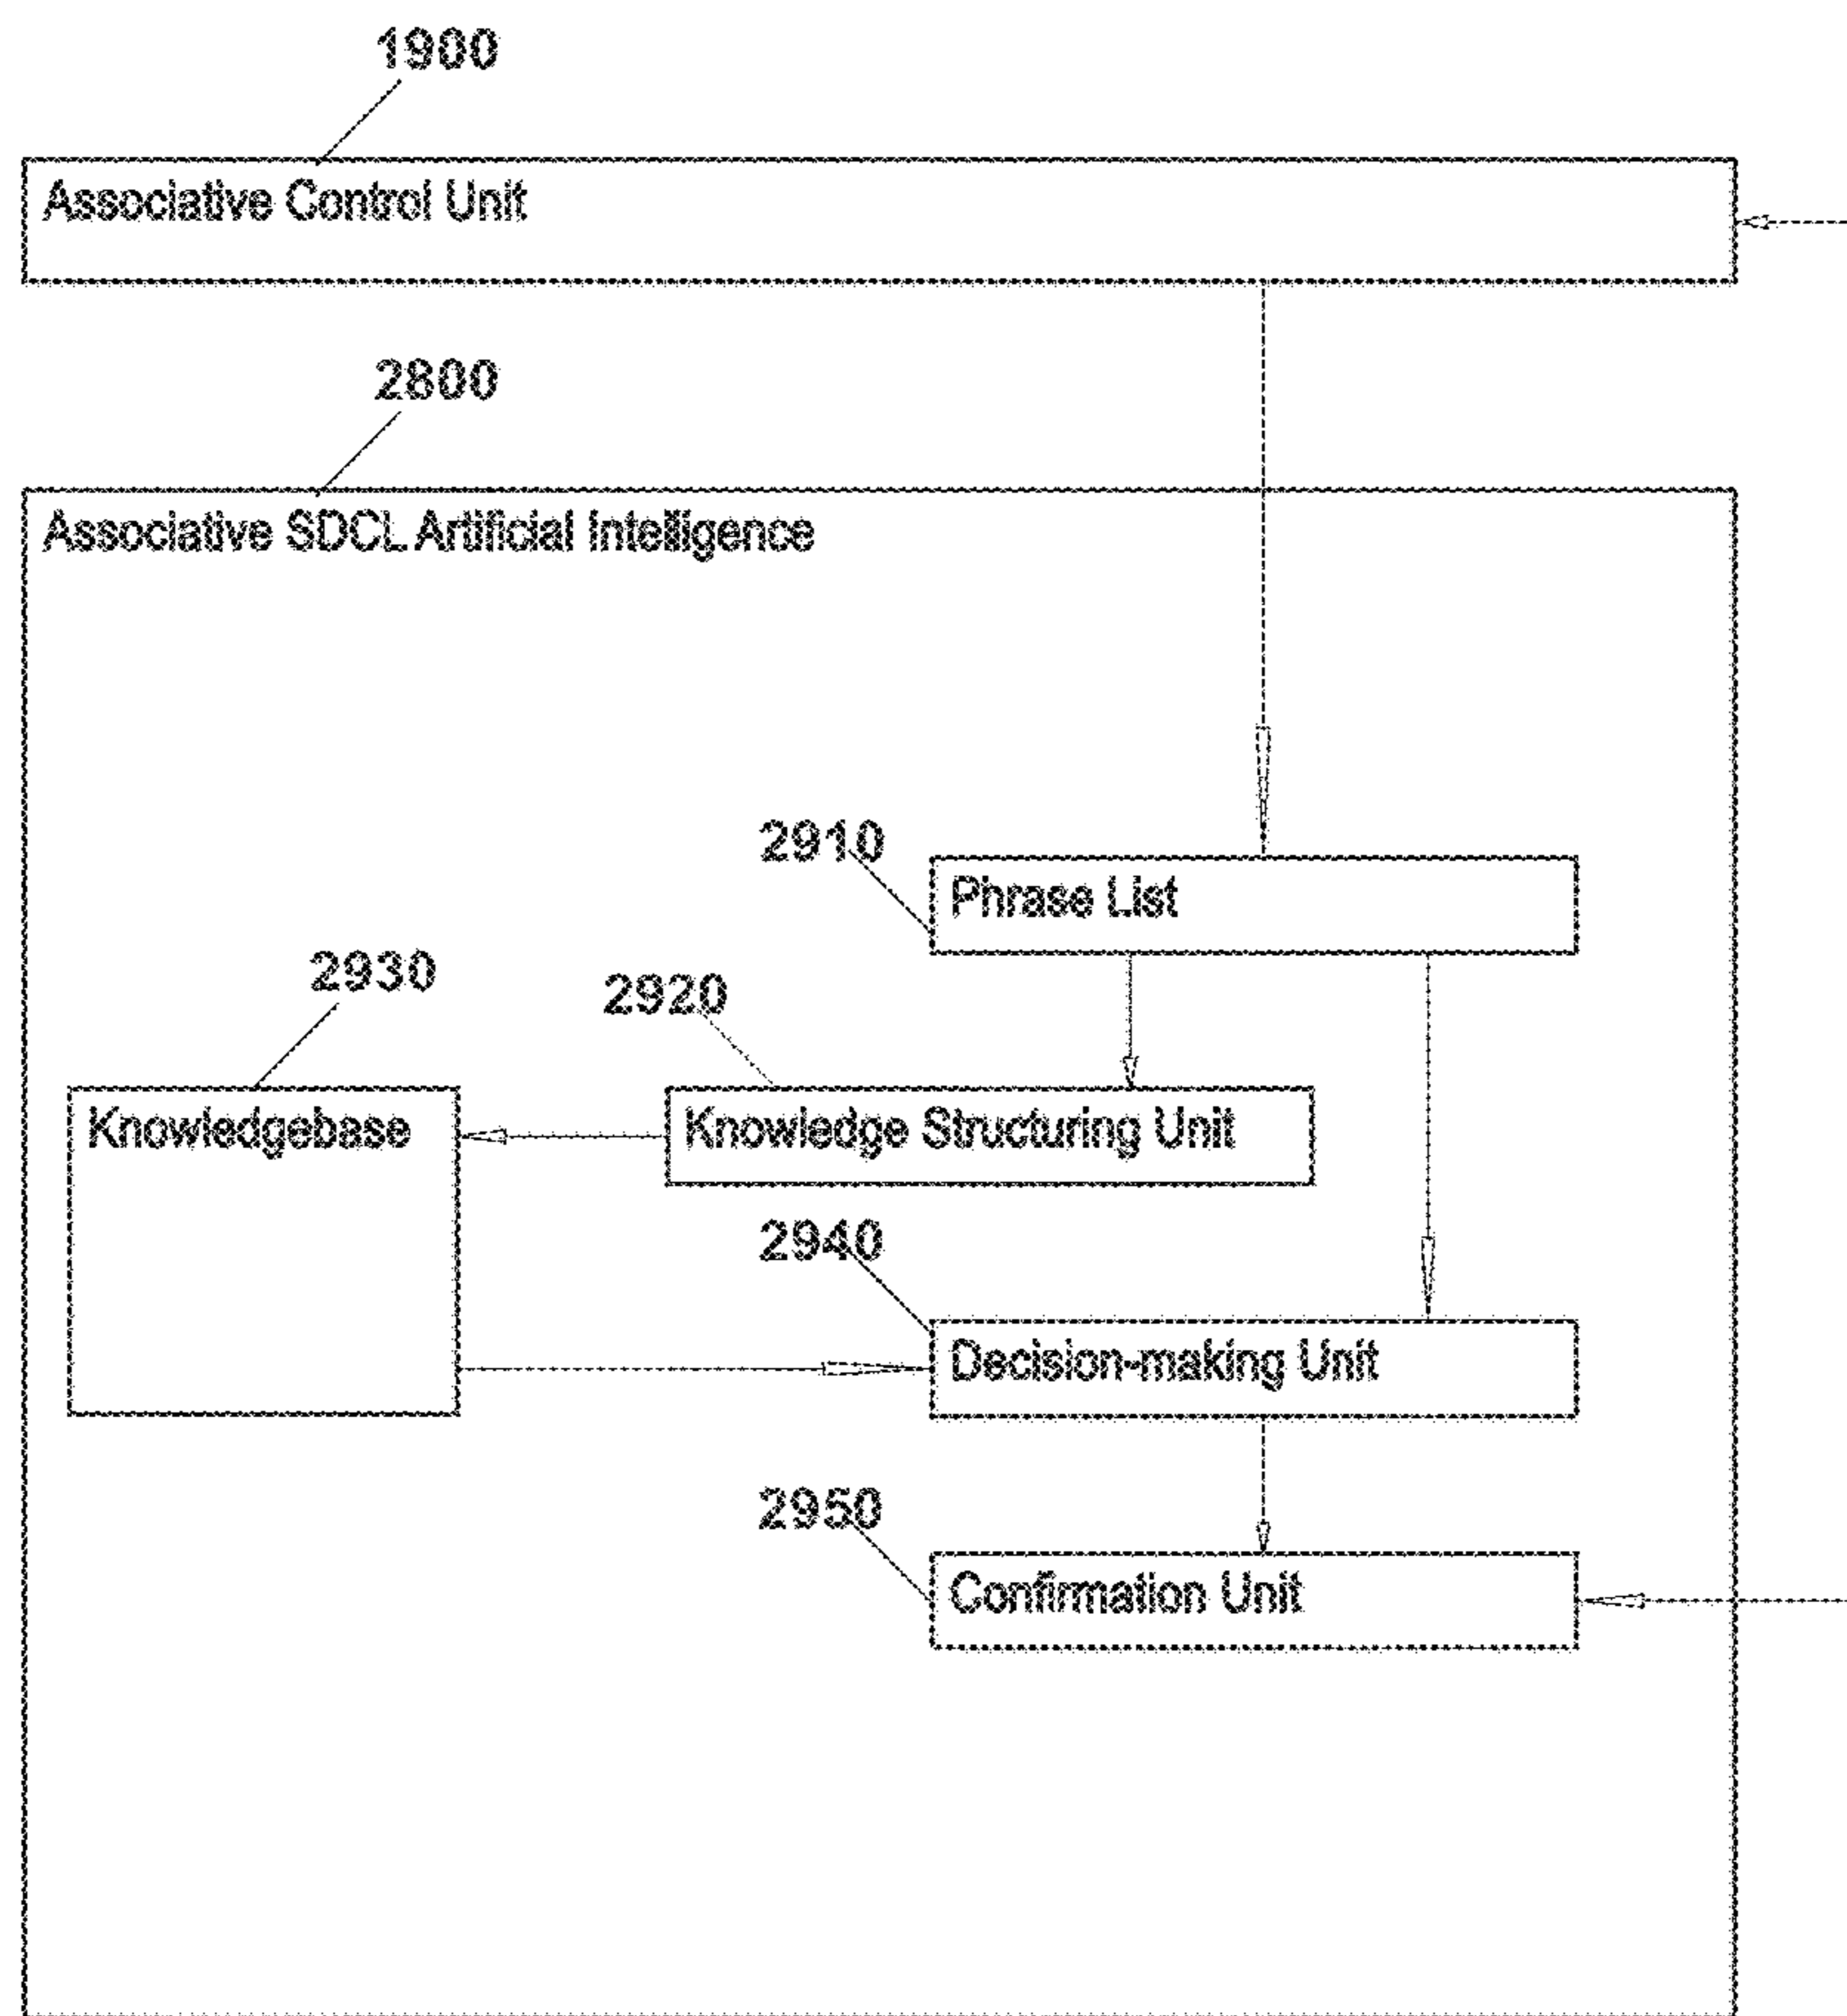 1900
Associative Control Unit
2800
Associative SDCL Artificial Intelligence
2910
Phrase List
2930
2920
Knowledgebase
Knowledge Structuring Unit
2940
Decision-making Unit
2950
Confirmation Unit